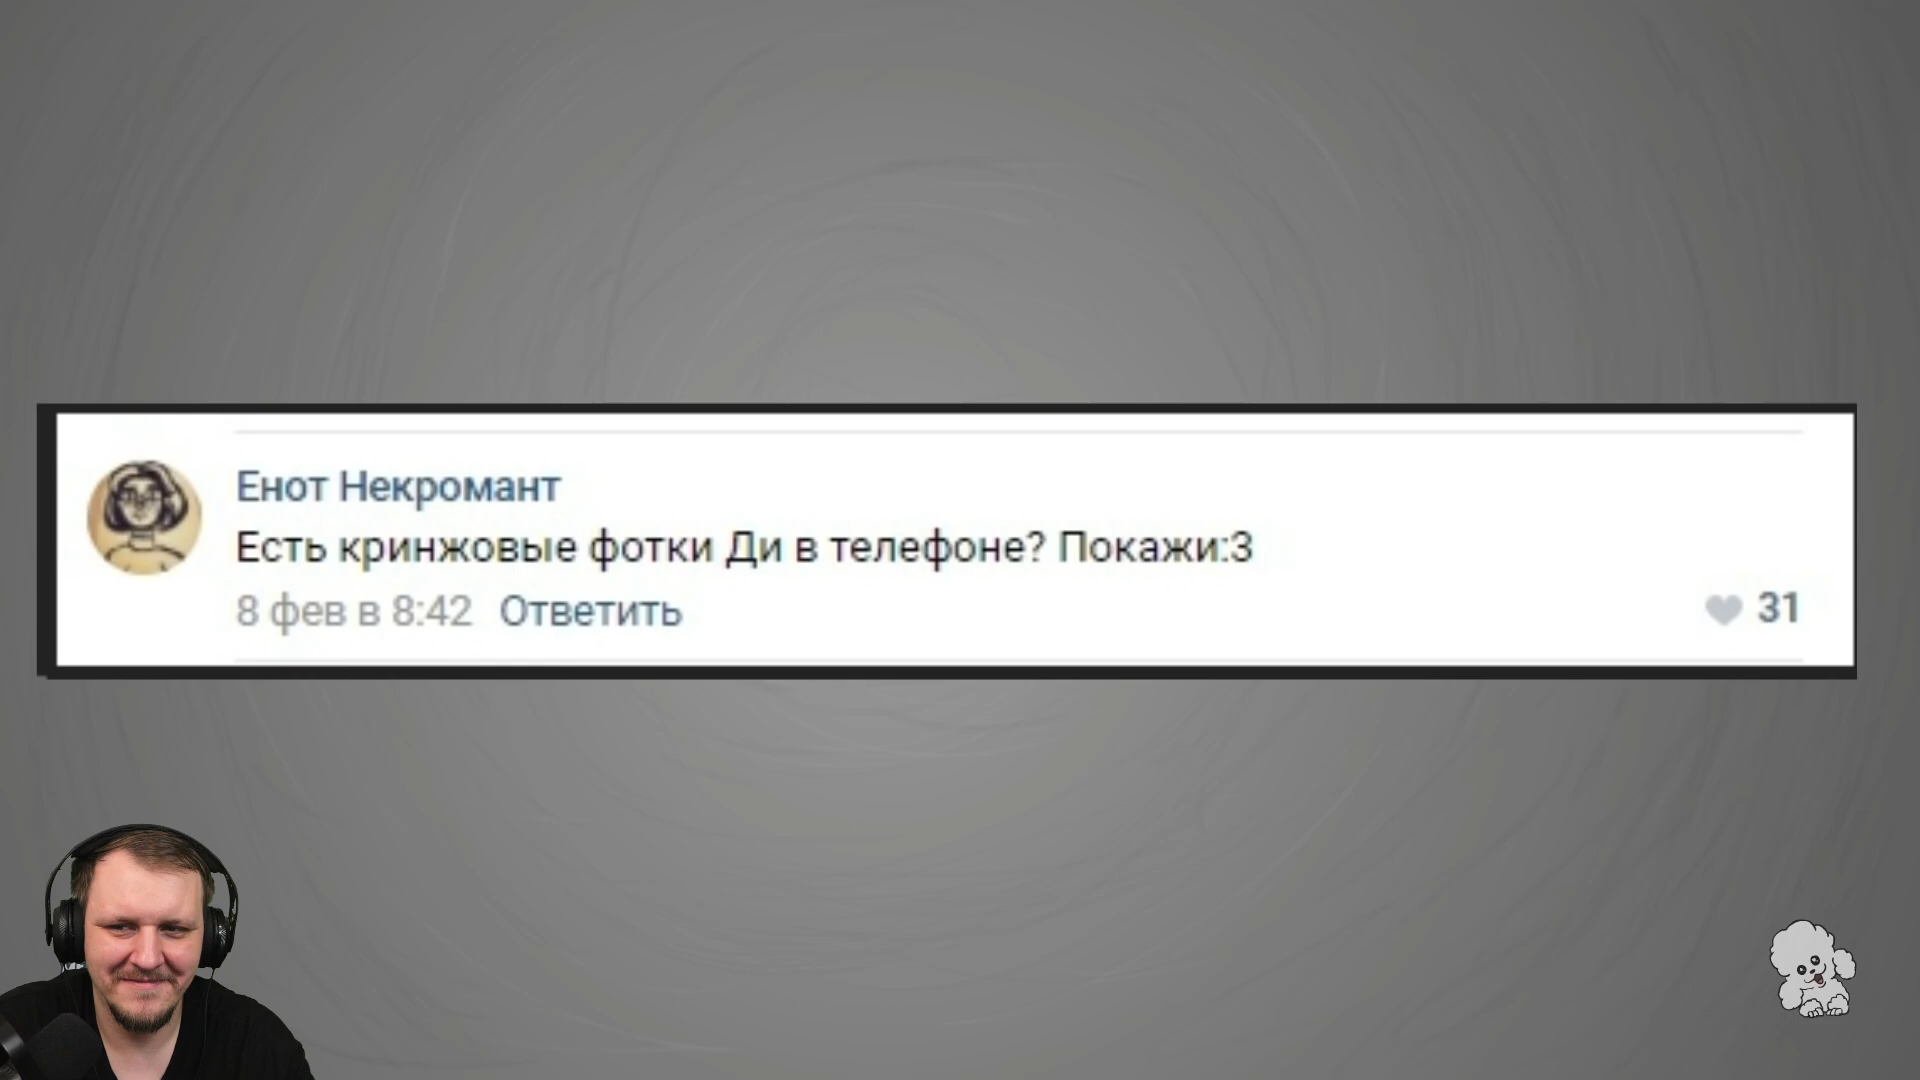 Енот Некромант
Есть кринжовые фотки Ди в телефоне? Покажи:3
8 фев в 8:42 Ответить
31